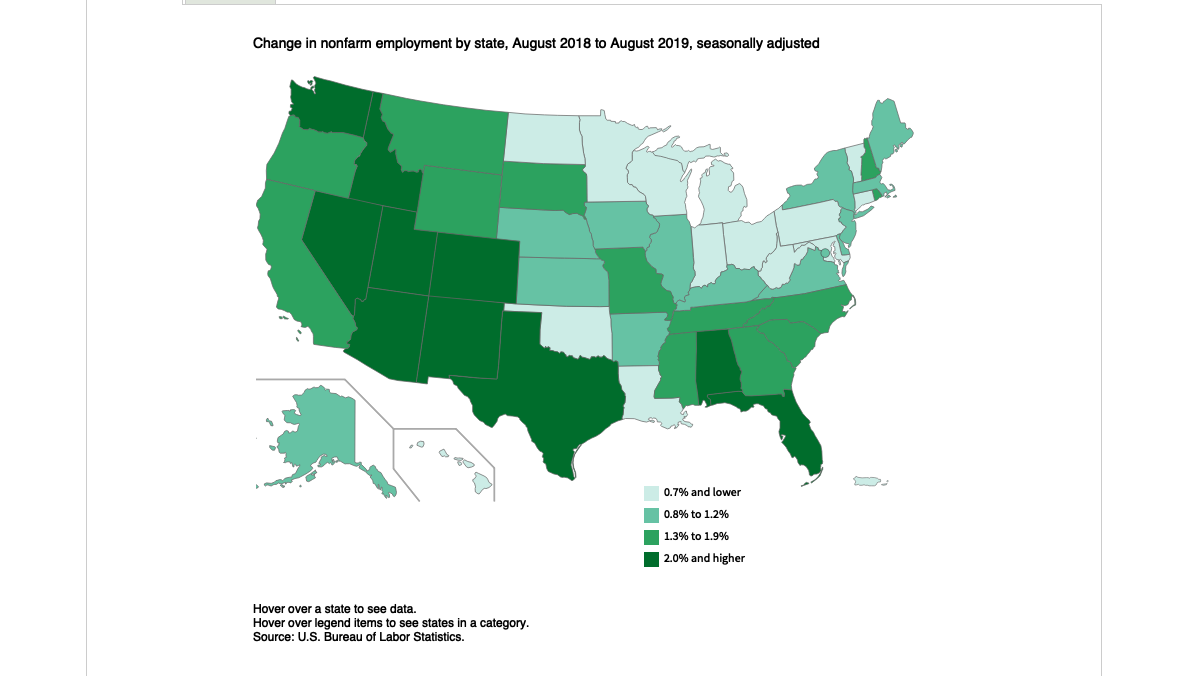 Change in nonfarm employment by state, August 2018 to August 2019, seasonally adjusted
0.7% and lower
0.8% to 1.2%
1.3% to 1.9%
2.0% and higher
Hover over a state to see data.
Hover over legend items to see states in a category.
Source: U.S. Bureau of Labor Statistics.